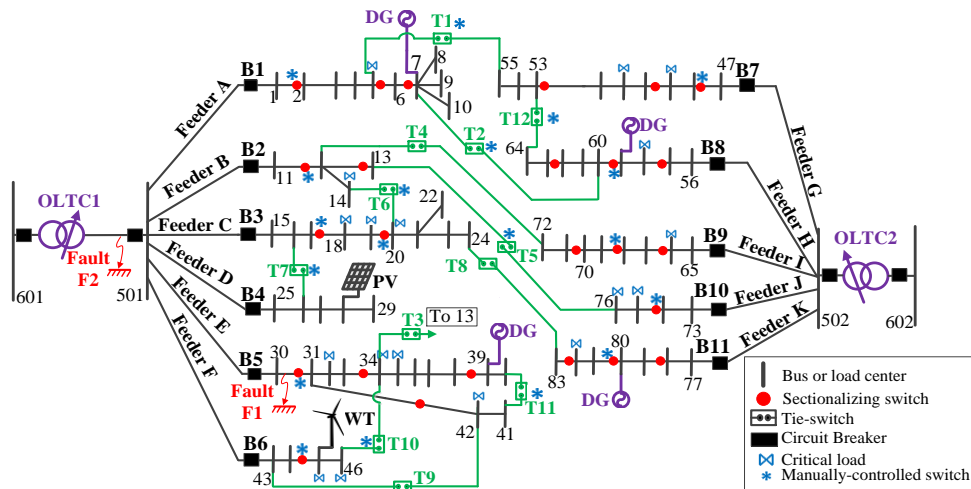 DG
T1
8
7
9
10
6
B1
1
2
55
53
47
B7
T12
Feeder A
T4
T2
DG
64
60
56
B8
Feeder G
B2
11
13
14
T6
Feeder B
22
Feeder H
OLTC1
B3
15
18
20
24
72
70
65
B9
Feeder C
T5
T8
Feeder I
OLTC2
Fault
F2
601
501
T7
PV
Feeder D
B4
25
29
76
73
B10
Feeder J
502
602
Feeder E
T3
To 13
Feeder K
B5
30
31
34
39
DG
83
80
77
B11
Fault
F1
Feeder F
T11
DG
WT
42
41
B6
43
46
T10
T9
Bus or load center
Sectionalizing switch
Tie-switch
Circuit Breaker
Critical load
Manually-controlled switch